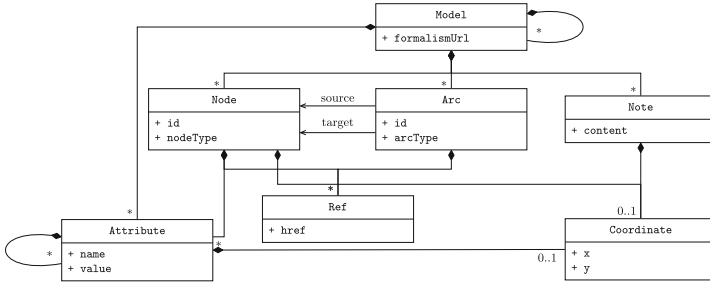 Model
+ formalismUrl
*
*
*
*
Node
+ id
+ nodeType
source
target
Arc
+ id
+ arcType
Note
+ content
*
Ref
+ href
*
0..1
Attribute
+ name
+ value
*
*
0..1
Coordinate
+ x
+ y